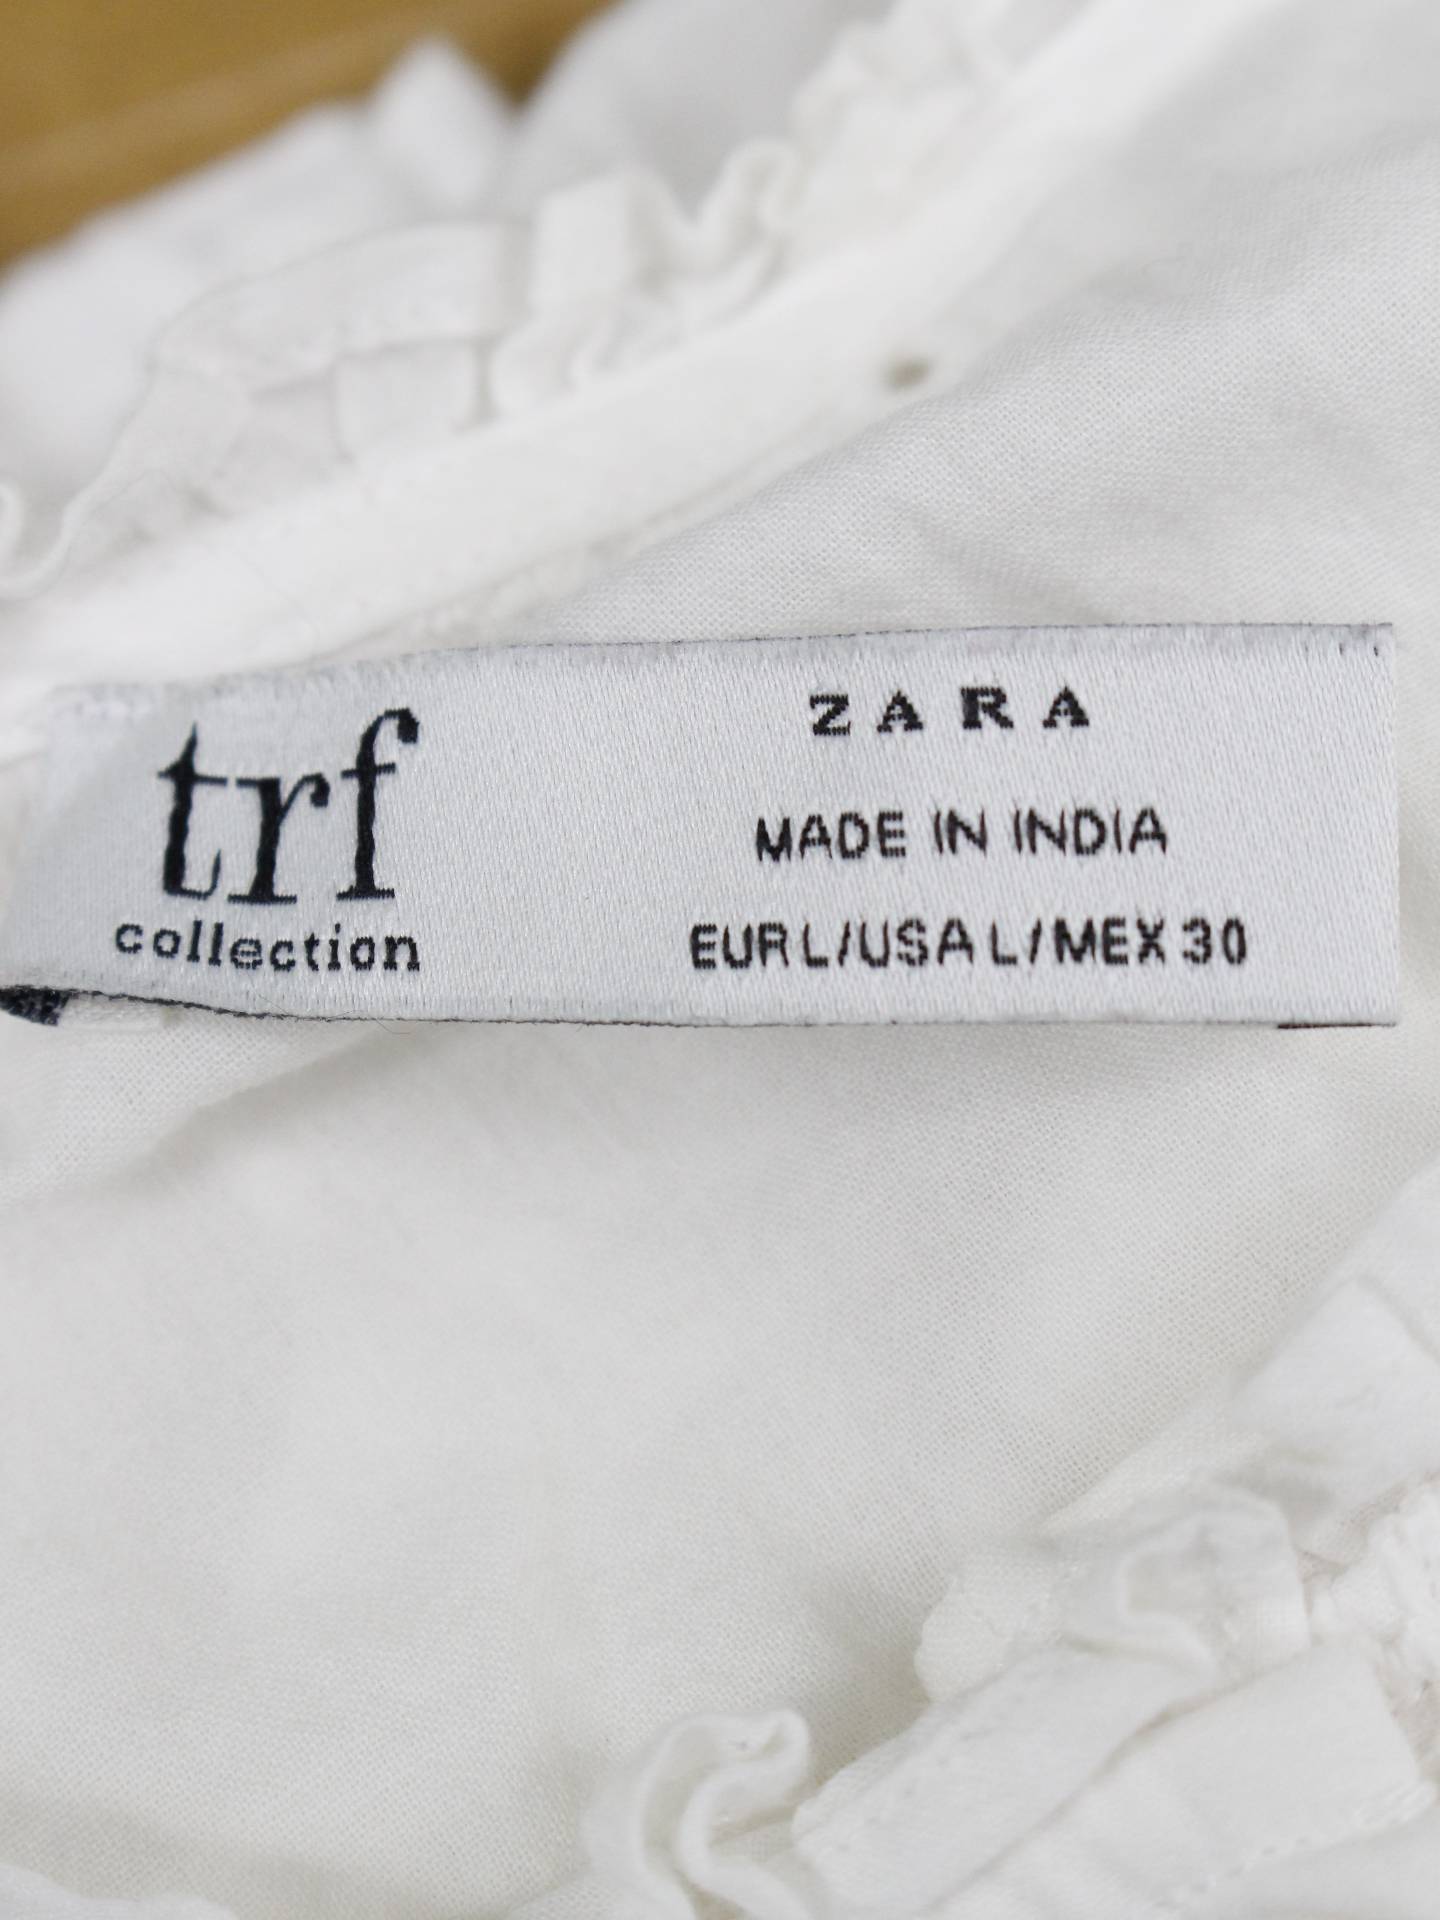 trf
collection
ZARA
MADE IN INDIA
EUR L/USA L/MEX 30